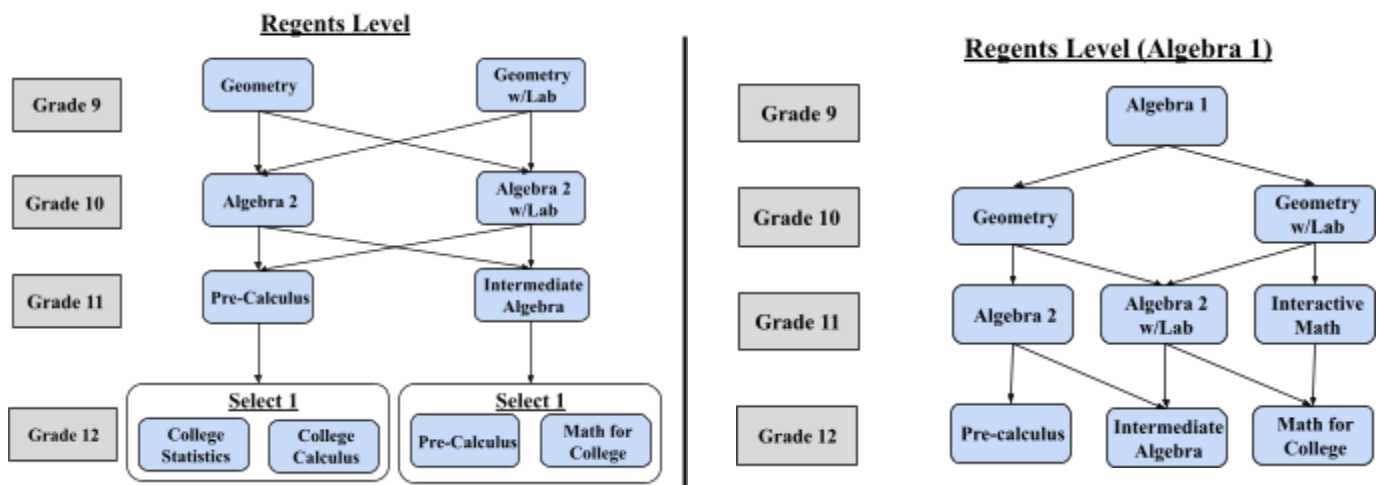 Regents Level
Grade 9
Geometry
Geometry
w/Lab
Grade 10
Algebra 2
Algebra 2
w/Lab
Grade 11
Pre-Calculus
Intermediate
Algebra
Grade 12
Select 1
College
Statistics
College
Calculus
Select 1
Pre-Calculus
Math for
College
Regents Level (Algebra 1)
Grade 9
Algebra 1
Grade 10
Geometry
Geometry
w/Lab
Grade 11
Algebra 2
Algebra 2
w/Lab
Interactive
Math
Grade 12
Pre-calculus
Intermediate
Algebra
Math for
College